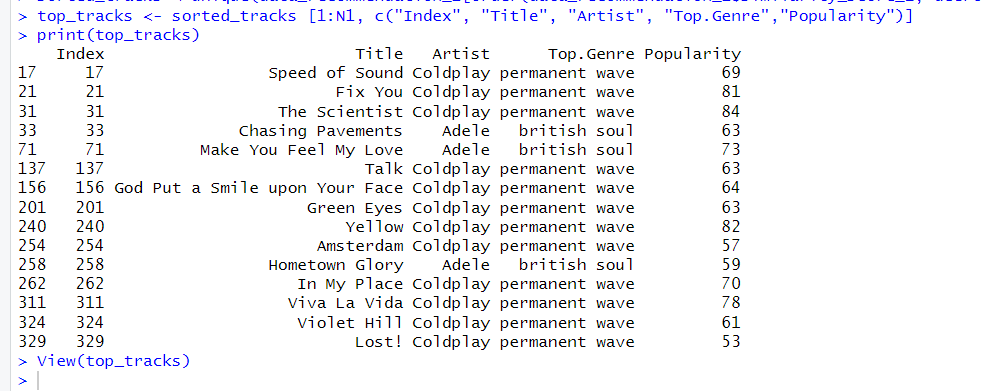 > top_tracks <- sorted_tracks [1:N1, c("Index", "Title", "Artist", "Top.Genre","Popularity")]
> print(top_tracks)
Index Title Artist Top.Genre Popularity
17 17 Speed of Sound Coldplay permanent wave 69
21 21 Fix You Coldplay permanent wave 81
31 31 The Scientist Coldplay permanent wave 84
33 33 Chasing Pavements Adele british soul 63
71 71 Make You Feel My Love Adele british soul 73
137 137 Talk Coldplay permanent wave 63
156 156 God Put a Smile upon Your Face Coldplay permanent wave 64
201 201 Green Eyes Coldplay permanent wave 63
240 240 Yellow Coldplay permanent wave 82
254 254 Amsterdam Coldplay permanent wave 57
258 258 Hometown Glory Adele british soul 59
262 262 In My Place Coldplay permanent wave 70
311 311 Viva La Vida Coldplay permanent wave 78
324 324 Violet Hill Coldplay permanent wave 61
329 329 Lost! Coldplay permanent wave 53
> View(top_tracks)
>